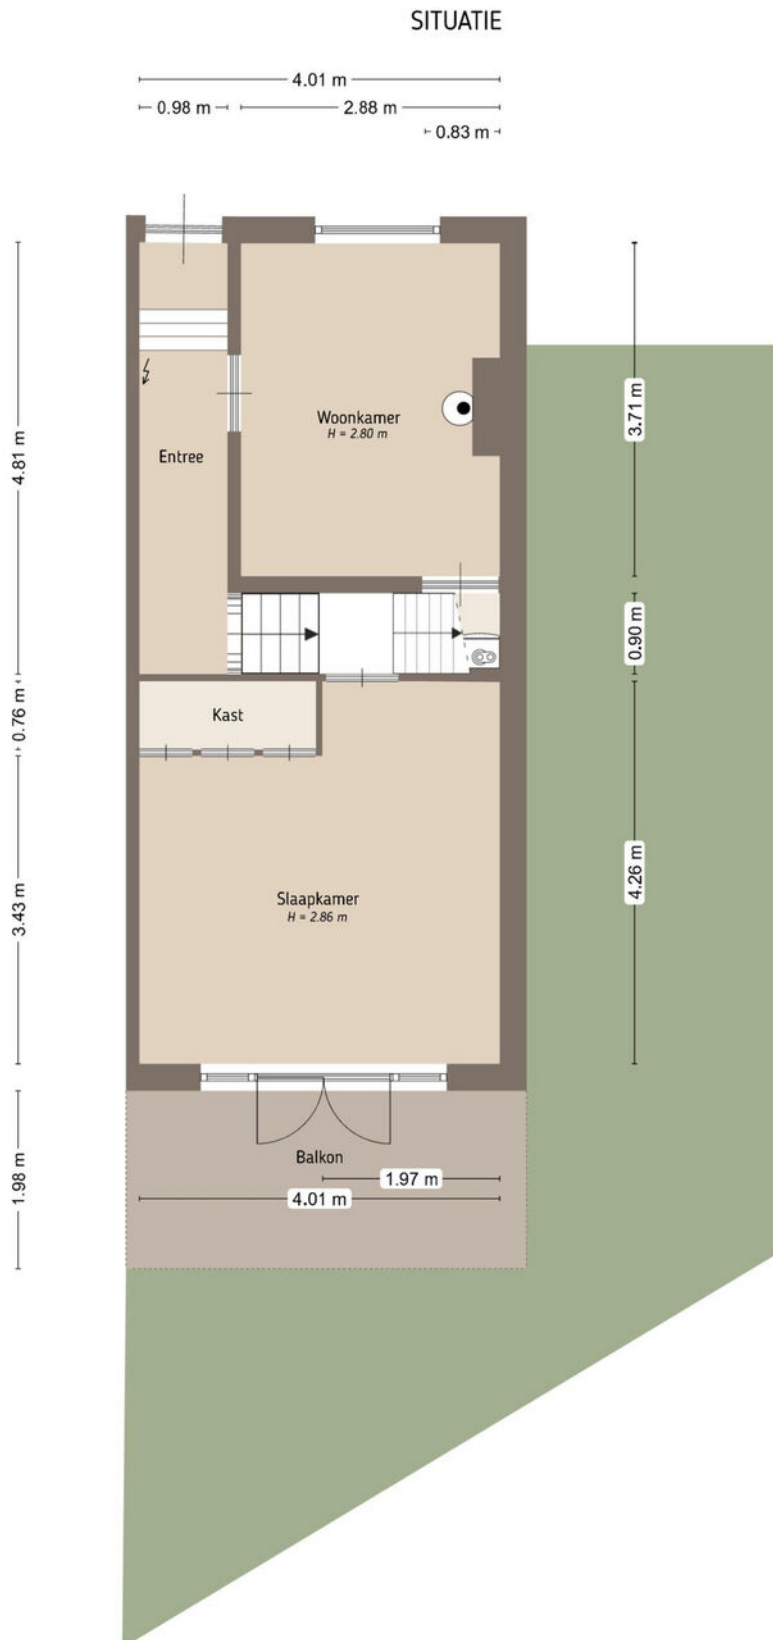 SITUATIE
4.01 m
0.98 m
2.88 m
0.83 m
4.81 m
3.71 m
Woonkamer
H = 2.80 m
Entree
0.90 m
0.76 m
Kast
4.26 m
3.43 m
Slaapkamer
H = 2.86 m
1.98 m
Balkon
1.97 m
4.01 m